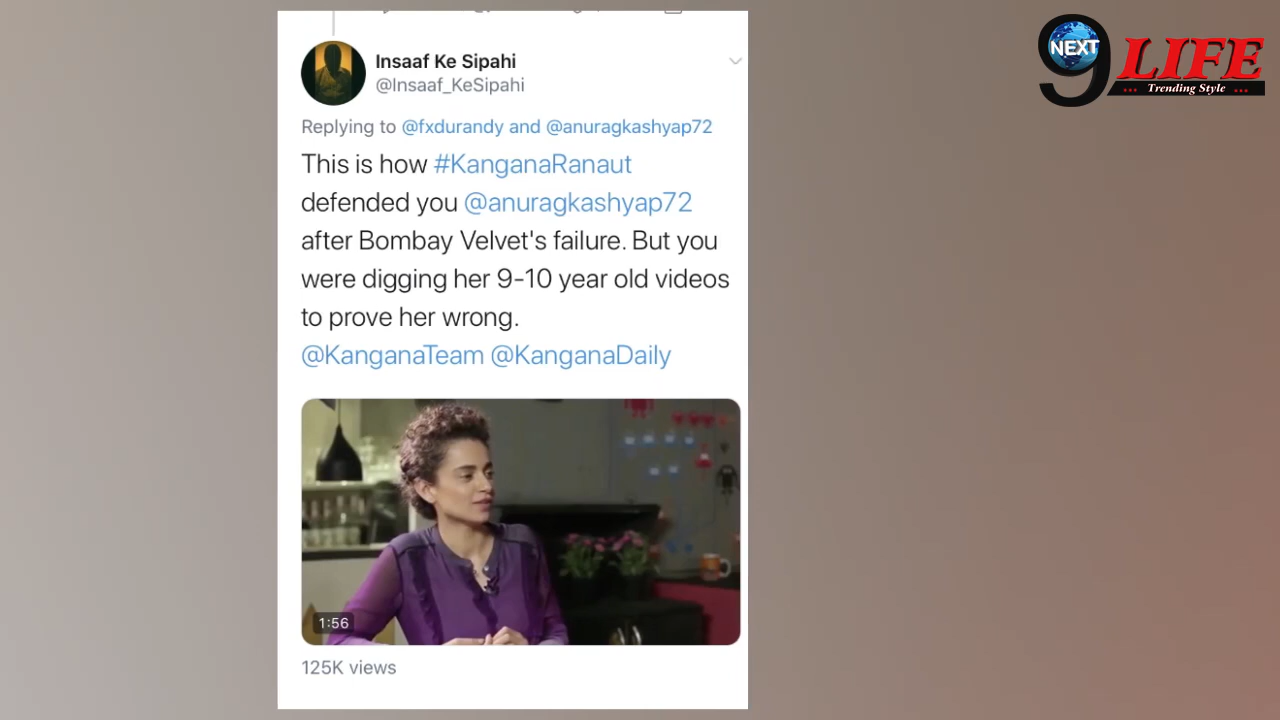 Insaaf Ke Sipahi
@Insaaf_KeSipahi
Replying to @fxdurandy and @anuragkashyap72
This is how #KanganaRanaut
defended you @anuragkashyap72
after Bombay Velvet's failure. But you
were digging her 9-10 year old videos
to prove her wrong.
@KanganaTeam @KanganaDaily
1:56
125K views
NEXT
9 LIFE
... Trending Style ...